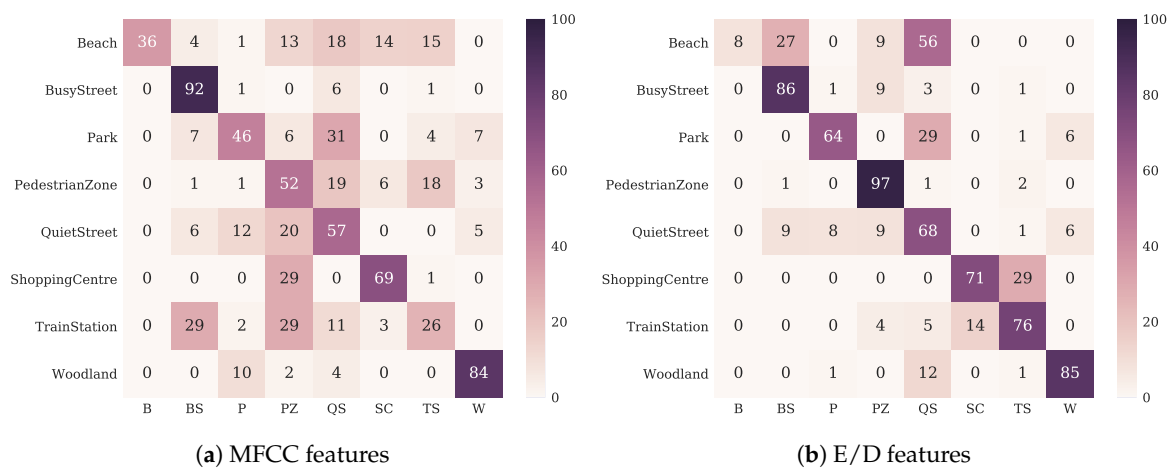 Beach 36 4 1 13 18 14 15 0
BusyStreet 0 92 1 0 6 0 1 0
Park 0 7 46 6 31 0 4 7
PedestrianZone 0 1 1 52 19 6 18 3
QuietStreet 0 6 12 20 57 0 0 5
ShoppingCentre 0 0 0 29 0 69 1 0
TrainStation 0 29 2 29 11 3 26 0
Woodland 0 0 10 2 4 0 0 84
B BS P PZ QS SC TS W
100
80
60
40
20
0
(a) MFCC features
Beach 8 27 0 9 56 0 0 0
BusyStreet 0 86 1 9 3 0 1 0
Park 0 0 64 0 29 0 1 6
PedestrianZone 0 1 0 97 1 0 2 0
QuietStreet 0 9 8 9 68 0 1 6
ShoppingCentre 0 0 0 0 0 71 29 0
TrainStation 0 0 0 4 5 14 76 0
Woodland 0 0 1 0 12 0 1 85
B BS P PZ QS SC TS W
100
80
60
40
20
0
(b) E/D features